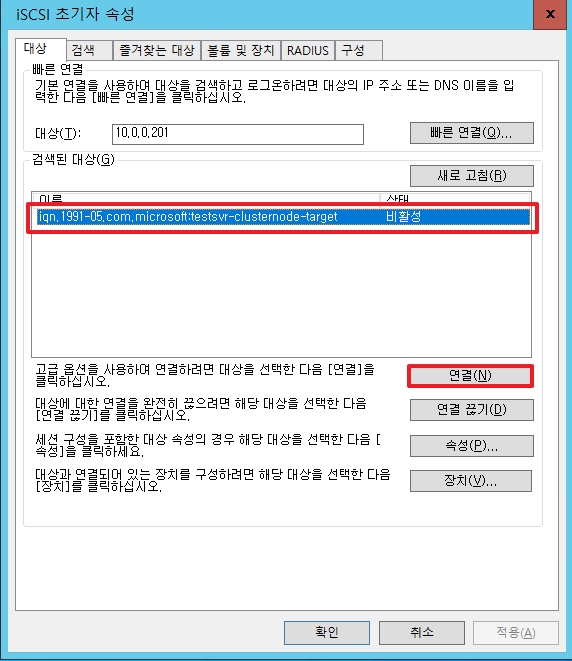 iSCSI 초기자 속성
x
대상 검색 즐겨찾는 대상 볼륨 및 장치 RADIUS 구성
빠른 연결
기본 연결을 사용하여 대상을 검색하고 로그온하려면 대상의 IP 주소 또는 DNS 이름을 입
력한 다음 [빠른 연결]을 클릭하십시오.
대상(T): 10.0.0.201 빠른 연결(Q)...
검색된 대상(G)
새로 고침(R)
이름 상태
iqn.1991-05.com.microsoft:testsvr-clusternode-target 비활성
고급 옵션을 사용하여 연결하려면 대상을 선택한 다음 [연결]을
클릭하십시오.
연결(N)
대상에 대한 연결을 완전히 끊으려면 해당 대상을 선택한 다음
[연결 끊기]를 클릭하십시오.
연결 끊기(D)
세션 구성을 포함한 대상 속성의 경우 해당 대상을 선택한 다음 [
속성]을 클릭하세요.
속성(P)...
대상과 연결되어 있는 장치를 구성하려면 해당 대상을 선택한 다음
[장치]를 클릭하십시오.
장치(V)...
확인 취소 적용(A)